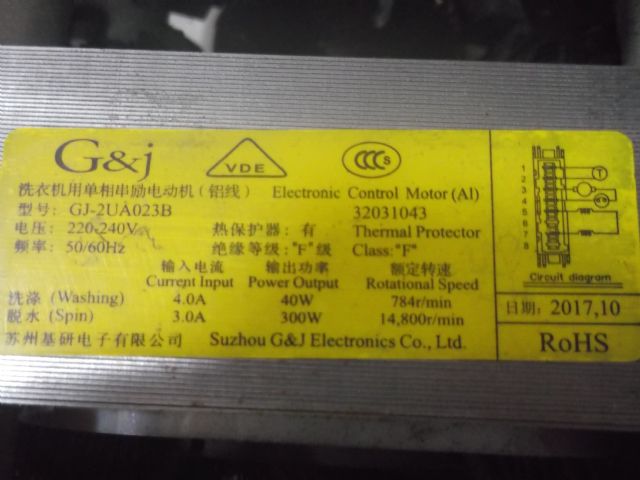 G&j
VDE
CCCS
洗衣机用单相串励电动机(铝线) Electronic Control Motor(Al)
型号: GJ-2UA023B 32031043
电压: 220-240V 热保护器: 有 Thermal Protector
频率: 50/60Hz 绝缘等级: "F"级 Class: "F"
输入电流 输出功率 额定转速
Current Input Power Output Rotational Speed
洗涤 (Washing) 4.0A 40W 784r/min
脱水 (Spin) 3.0A 300W 14,800r/min
苏州基研电子有限公司 Suzhou G&J Electronics Co., Ltd.
1
2
3
4
5
6
7
8
T
Circuit diagram
日期: 2017,10
RoHS